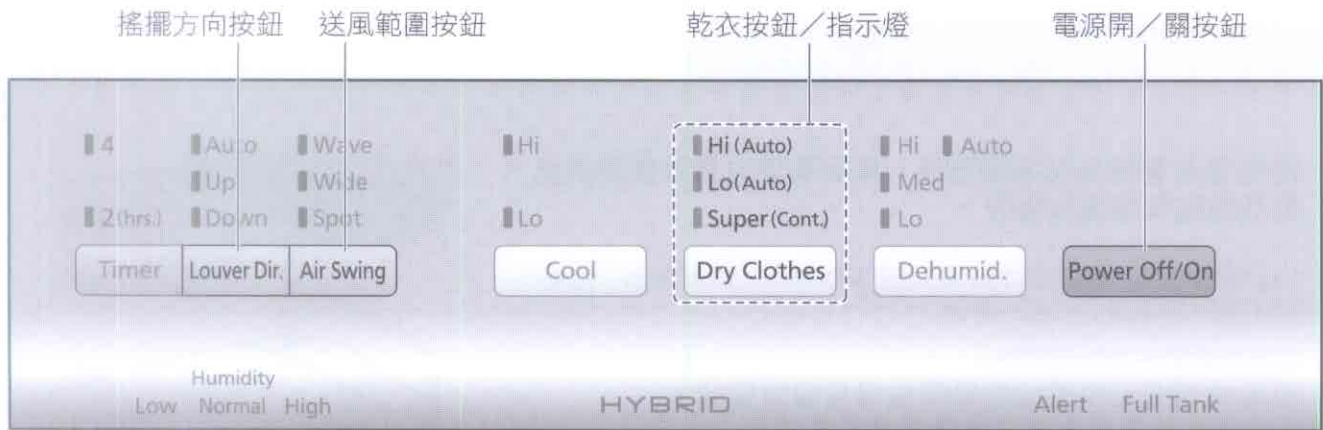 搖擺方向按鈕 送風範圍按鈕 乾衣按鈕／指示燈 電源開／關按鈕
4 Auto Wave Hi Hi (Auto) Hi Auto
Up Wide Lo(Auto) Med
2(hrs.) Down Spot Lo Super(Cont.) Lo
Timer Louver Dir. Air Swing Cool Dry Clothes Dehumid. Power Off/On
Humidity
Low Normal High HYBRID Alert Full Tank